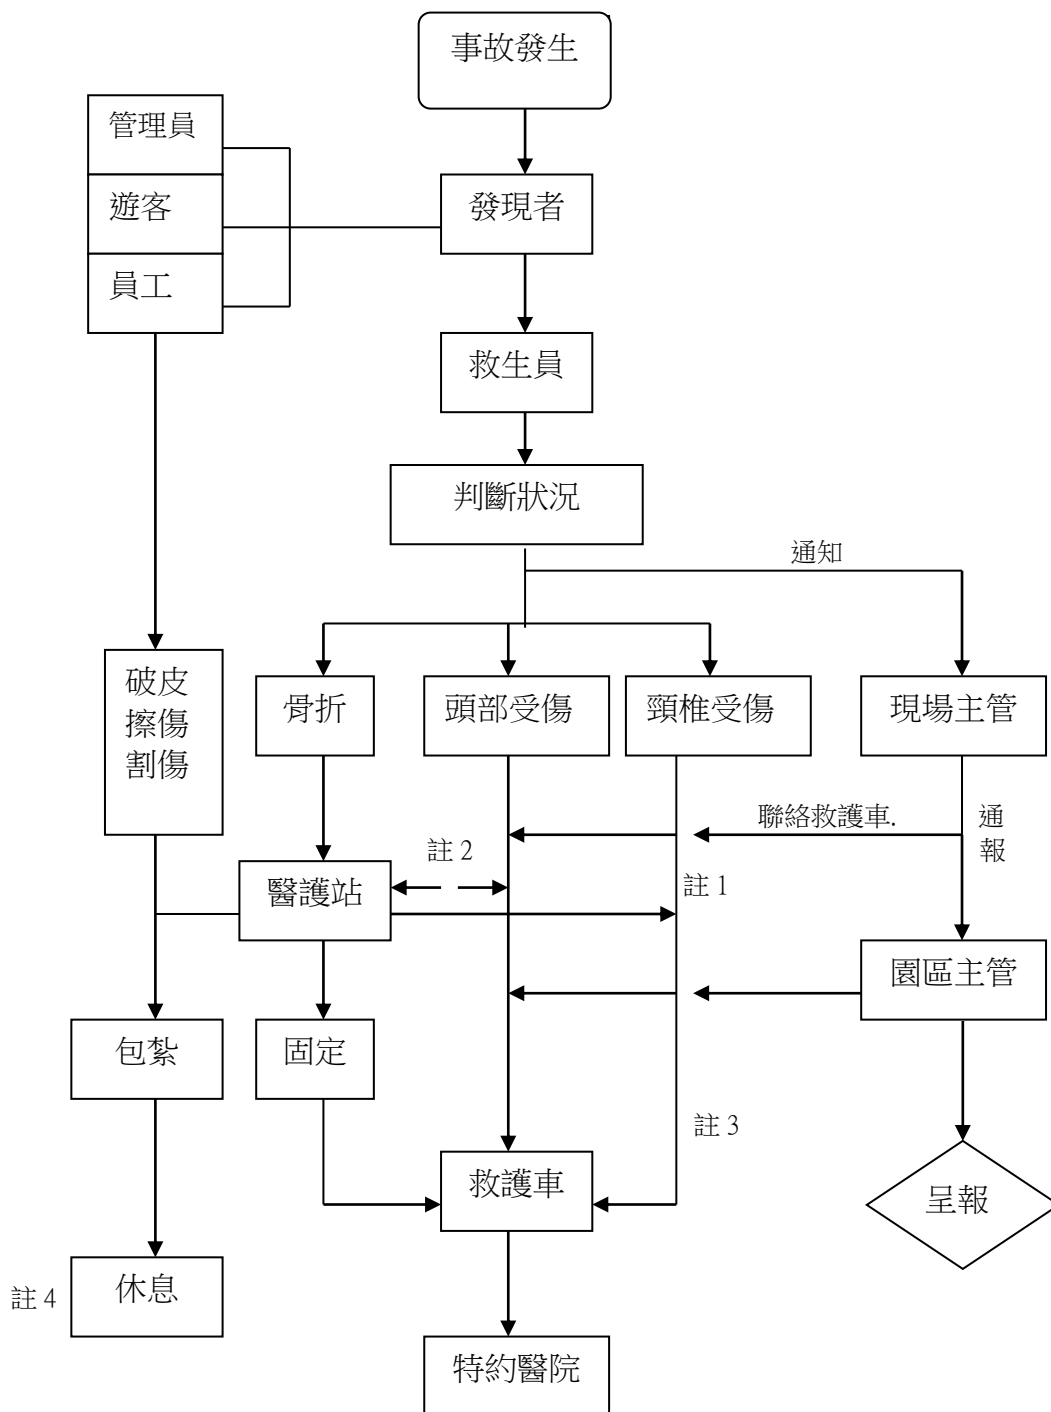 事故發生
管理員
遊客
員工
發現者
救生員
判斷狀況
通知
破皮
擦傷
割傷
骨折
頭部受傷
頸椎受傷
現場主管
聯絡救護車.
通
報
註 2
醫護站
註 1
園區主管
包紮
固定
註 3
救護車
呈報
註 4
休息
特約醫院